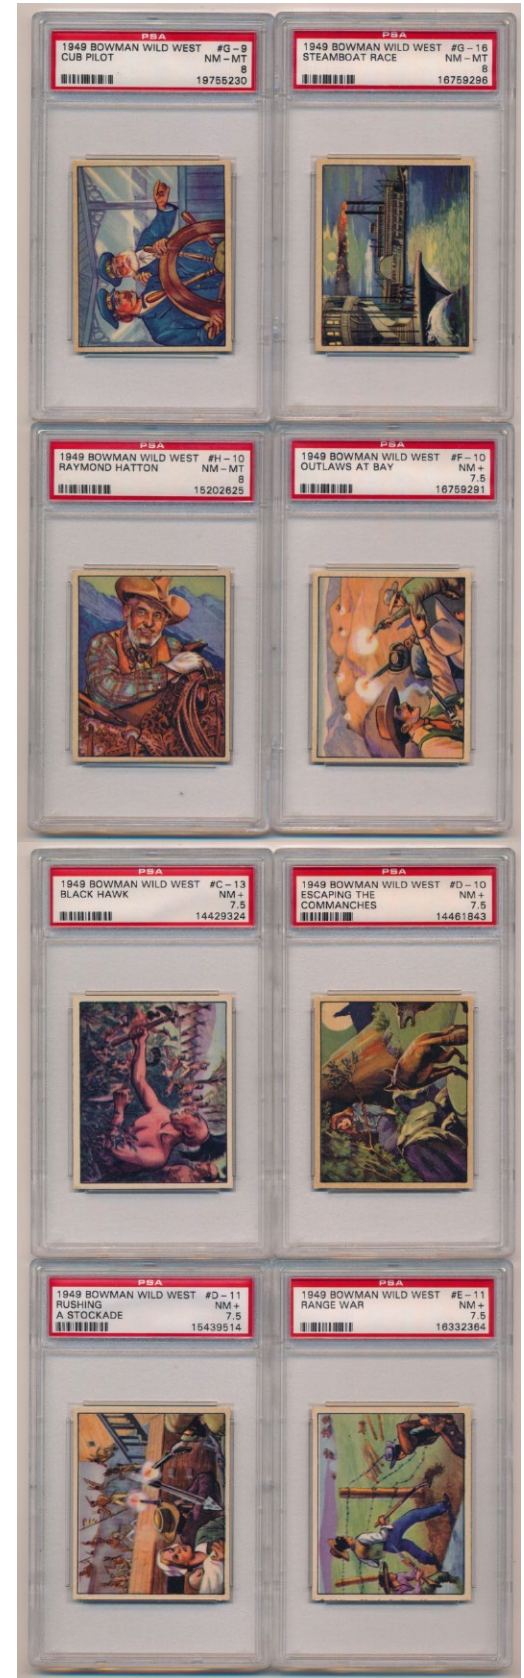 PSA
1949 BOWMAN WILD WEST #G-9
CUB PILOT NM-MT
8
19755230
PSA
1949 BOWMAN WILD WEST #G-16
STEAMBOAT RACE NM-MT
8
16759296
PSA
1949 BOWMAN WILD WEST #H-10
RAYMOND HATTON NM-MT
8
15202625
PSA
1949 BOWMAN WILD WEST #F-10
OUTLAWS AT BAY NM+
7.5
16759291
PSA
1949 BOWMAN WILD WEST #C-13
BLACK HAWK NM+
7.5
14429324
PSA
1949 BOWMAN WILD WEST #D-10
ESCAPING THE NM+
COMMANCHES 7.5
14461843
PSA
1949 BOWMAN WILD WEST #D-11
RUSHING NM+
A STOCKADE 7.5
15439514
PSA
1949 BOWMAN WILD WEST #E-11
RANGE WAR NM+
7.5
16332364